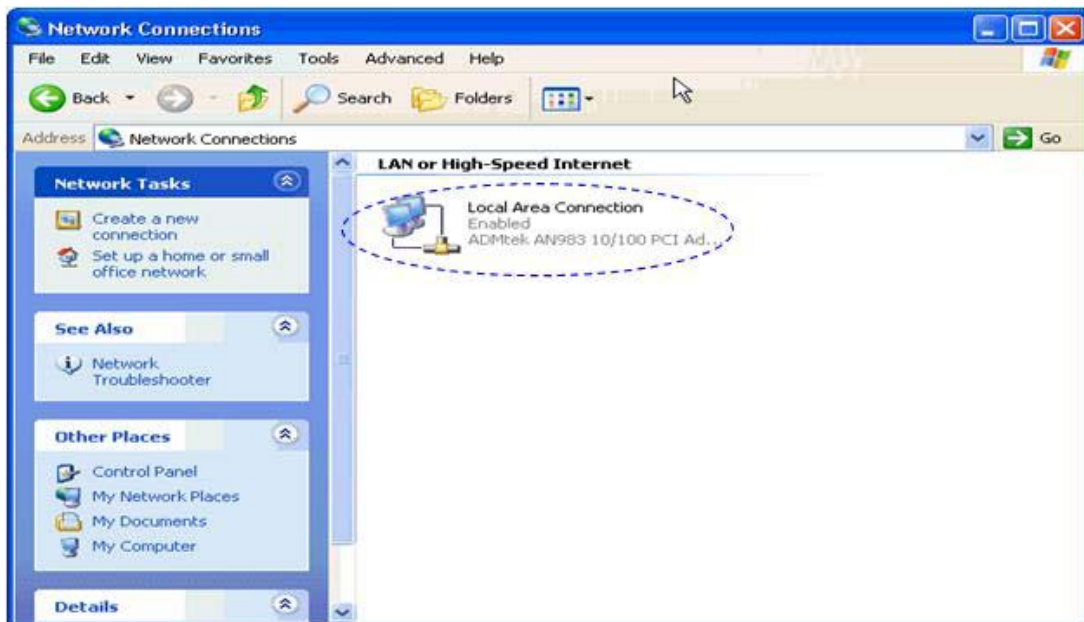 Network Connections
File Edit View Favorites Tools Advanced Help
Back Search Folders
Address Network Connections Go
Network Tasks
Create a new
connection
Set up a home or small
office network
See Also
Network
Troubleshooter
Other Places
Control Panel
My Network Places
My Documents
My Computer
Details
LAN or High-Speed Internet
Local Area Connection
Enabled
ADMtek AN983 10/100 PCI Ad...